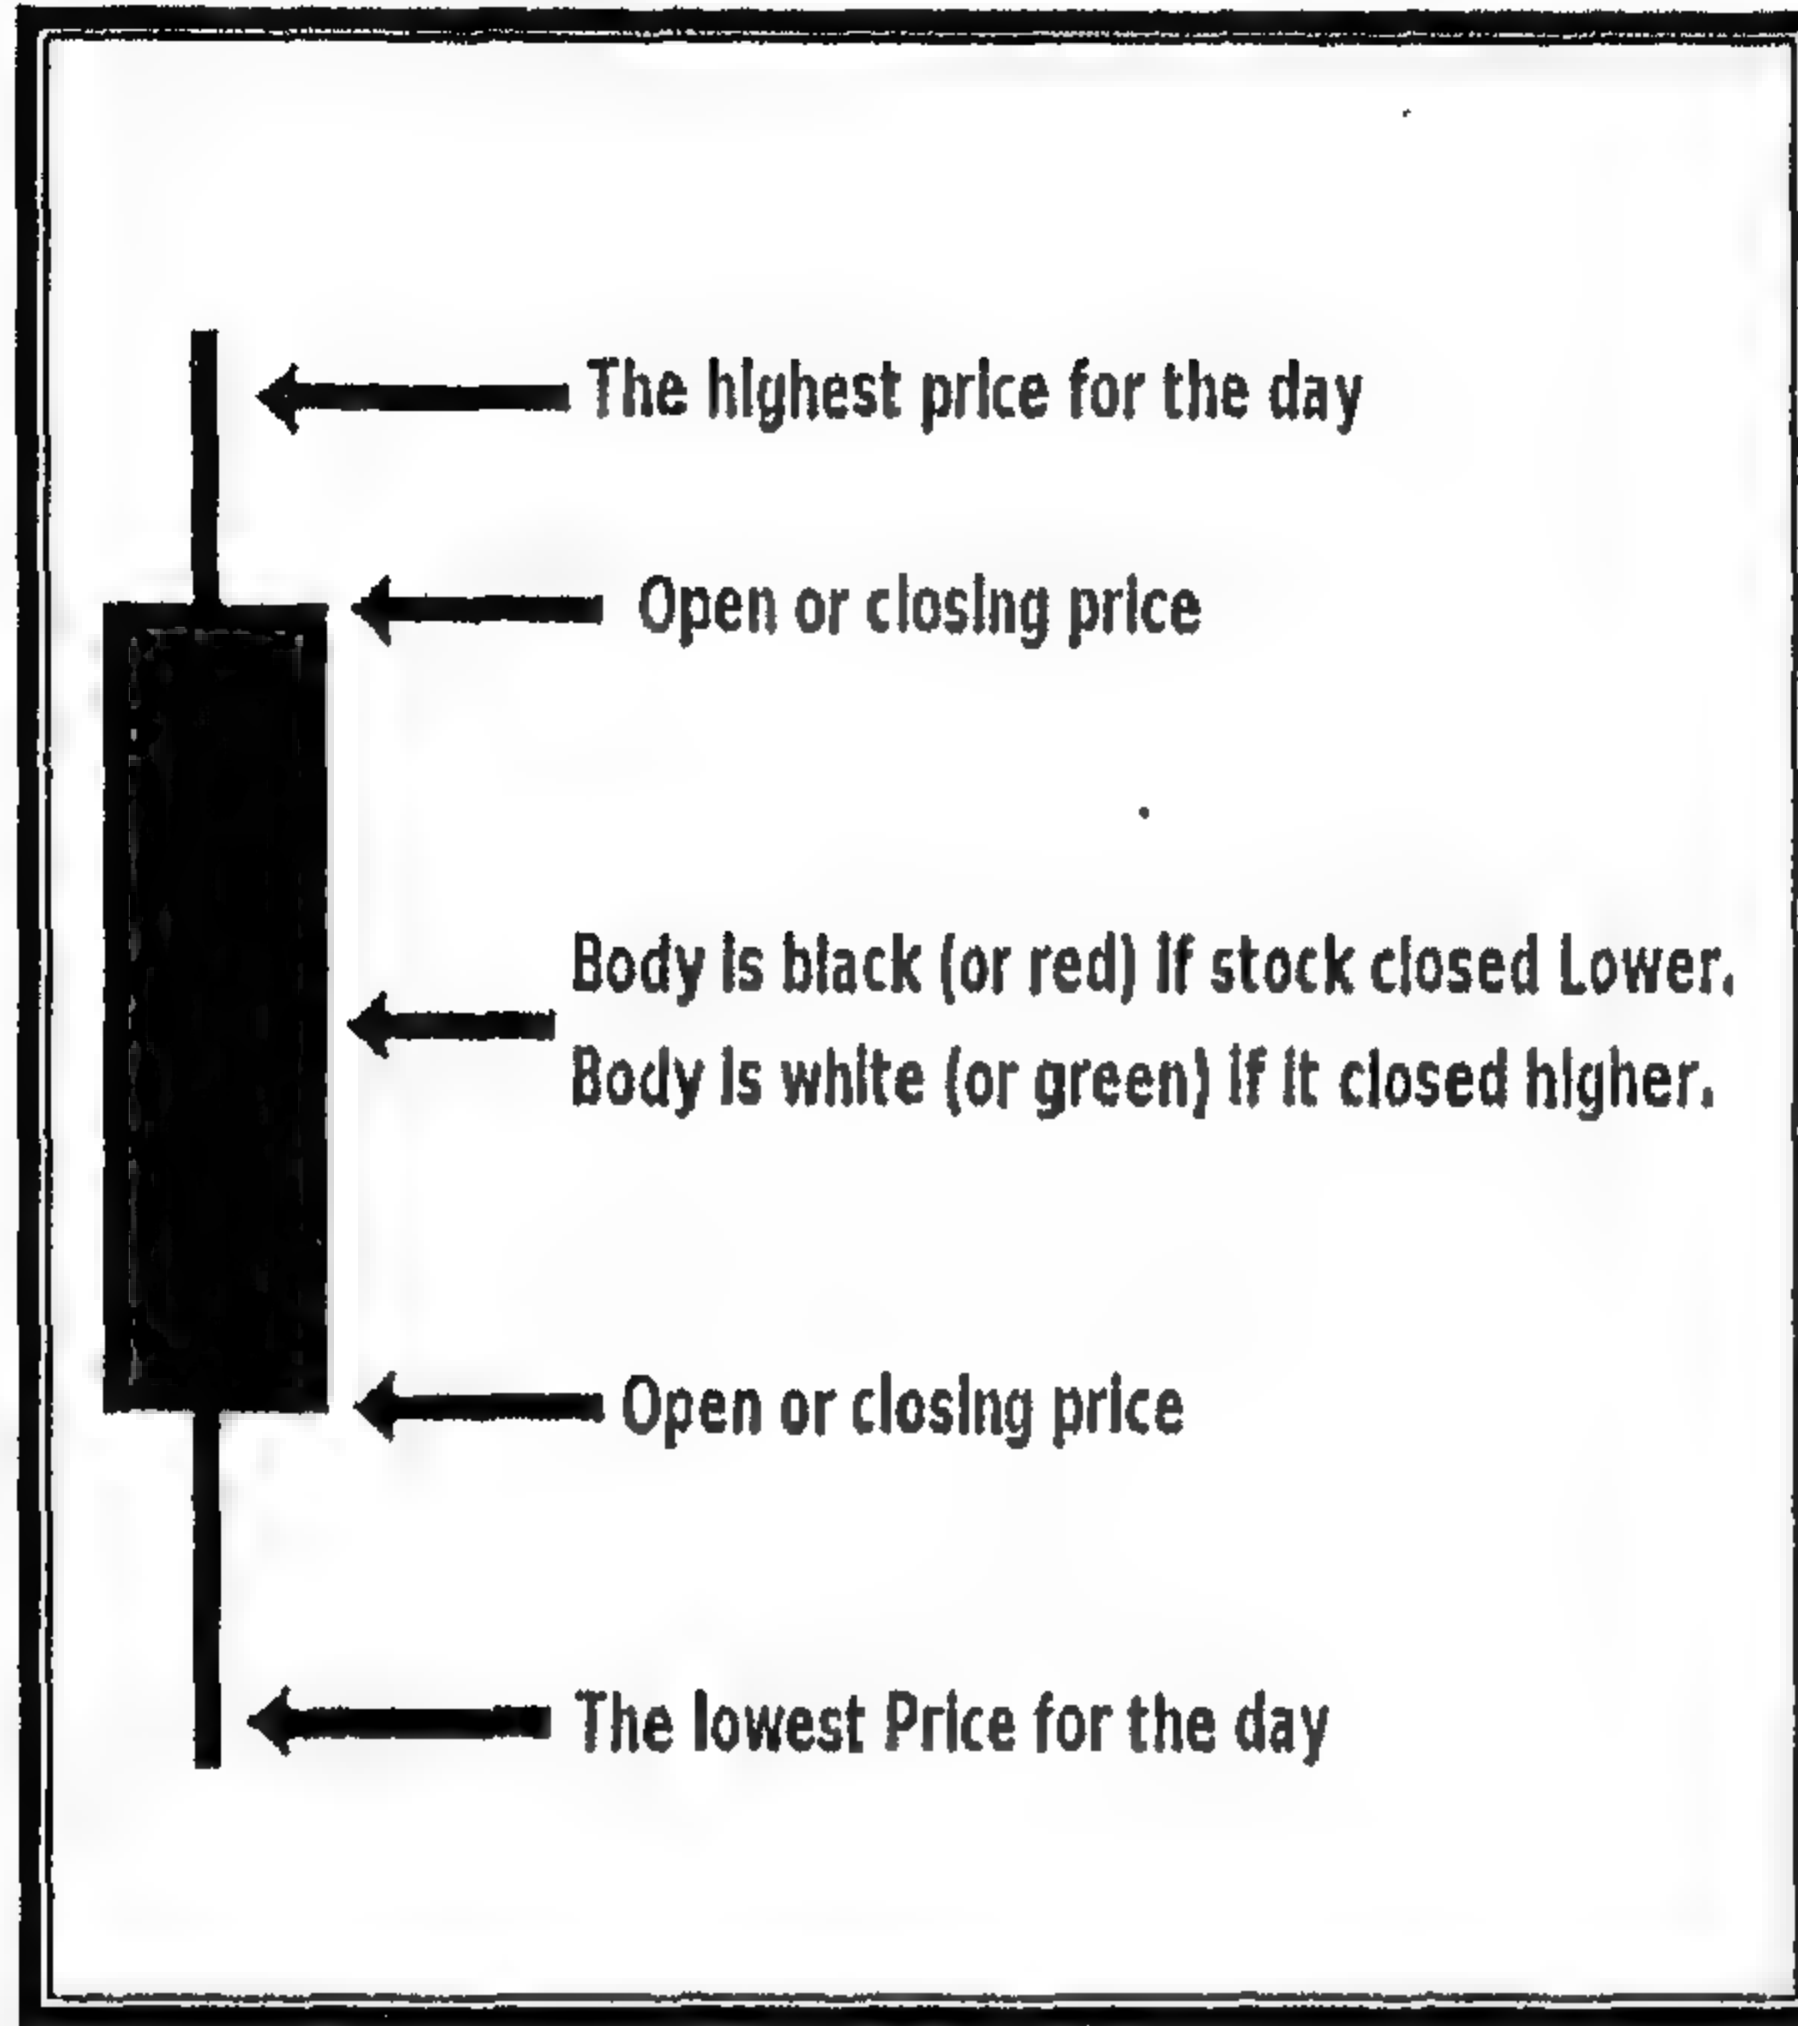 The highest price for the day
Open or closing price
Body is black (or red) if stock closed Lower.
Body is white (or green) if it closed higher.
Open or closing price
The lowest Price for the day